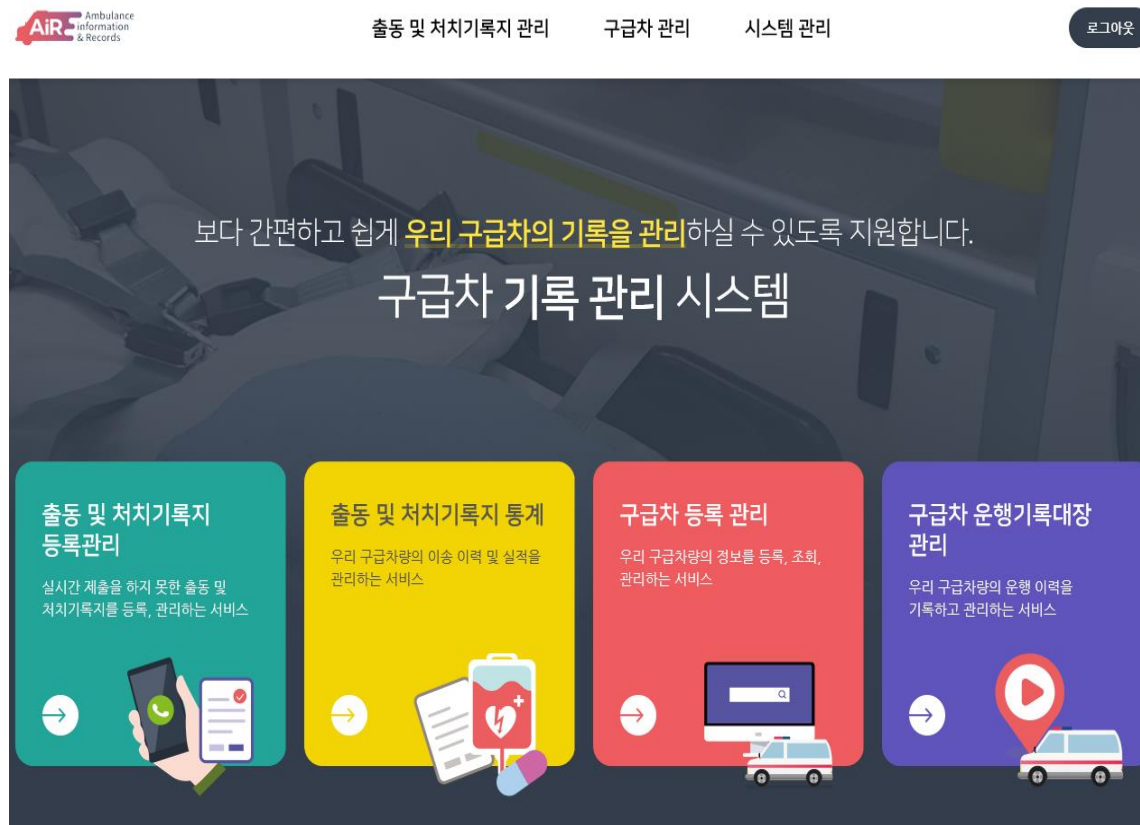 AiR Ambulance
information
& Records
출동 및 처치기록지 관리
구급차 관리
시스템 관리
로그아웃
보다 간편하고 쉽게 우리 구급차의 기록을 관리하실 수 있도록 지원합니다.
구급차 기록 관리 시스템
출동 및 처치기록지
등록관리
실시간 제출을 하지 못한 출동 및
처치기록지를 등록, 관리하는 서비스
출동 및 처치기록지 통계
우리 구급차량의 이송 이력 및 실적을
관리하는 서비스
구급차 등록 관리
우리 구급차량의 정보를 등록, 조회,
관리하는 서비스
구급차 운행기록대장
관리
우리 구급차량의 운행 이력을
기록하고 관리하는 서비스